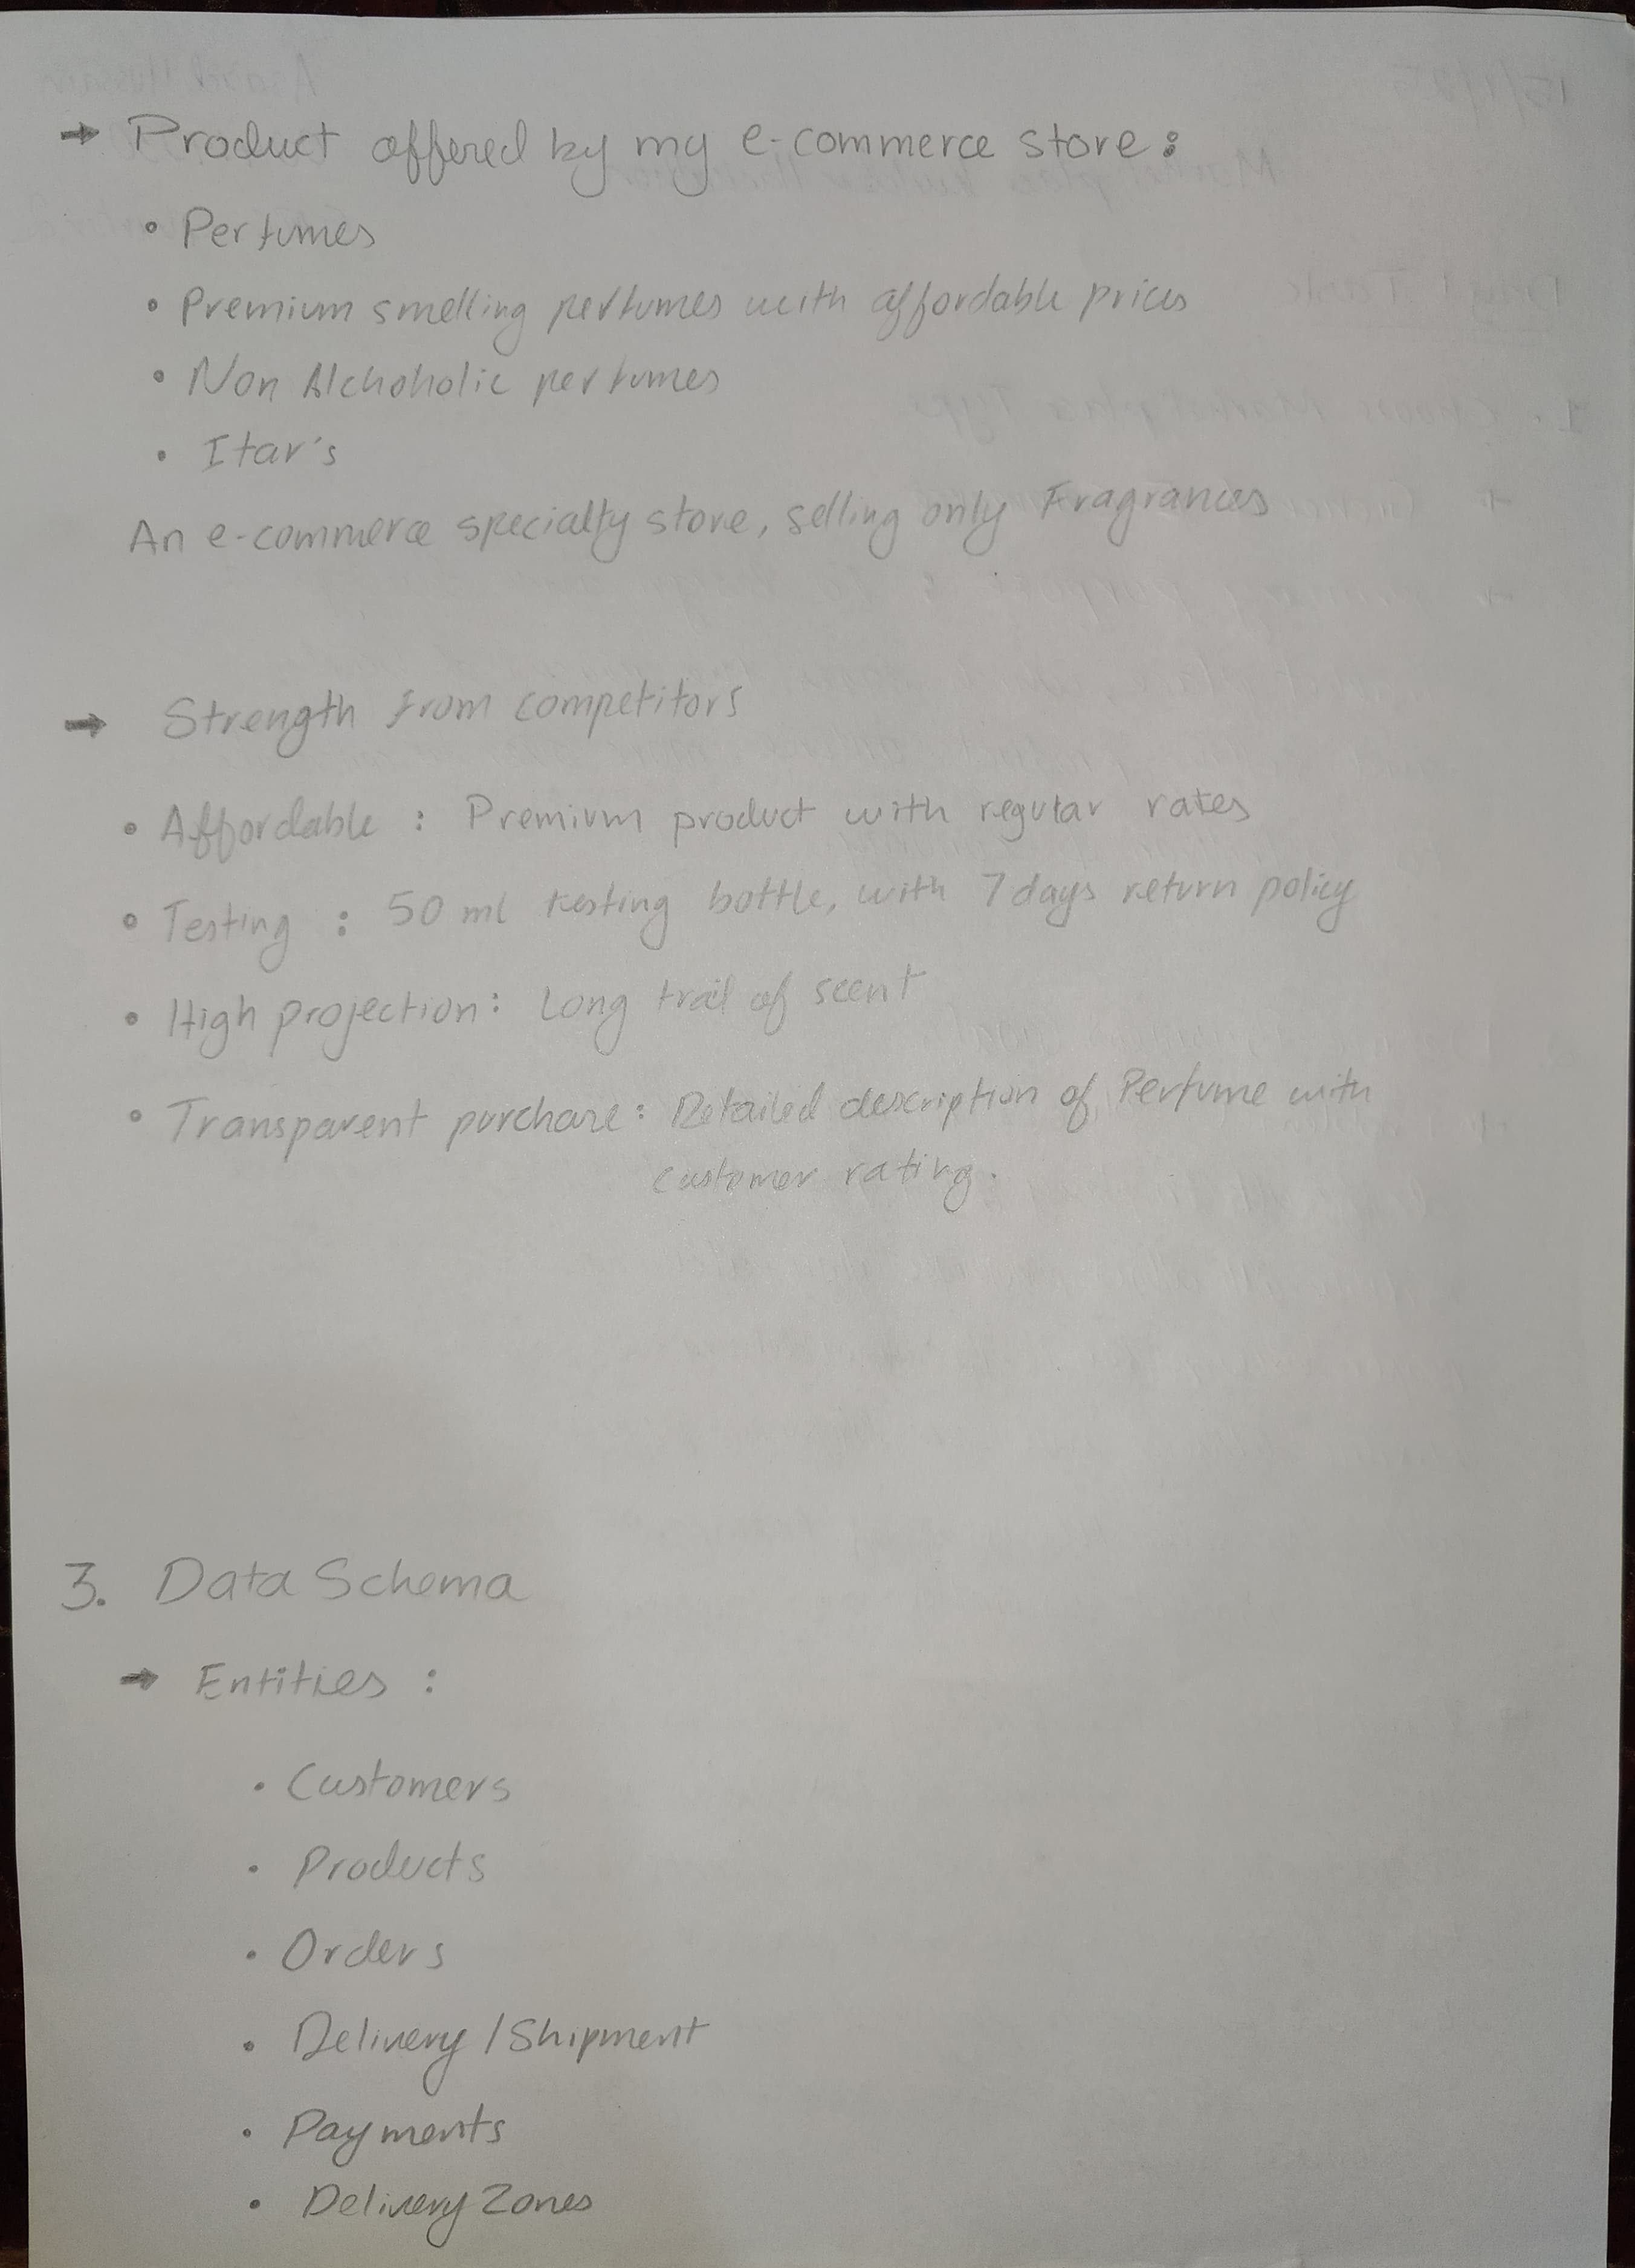 → Product offered by my e-commerce store:
• Perfumes
• Premium smelling perfumes with affordable prices
• Non Alchoholic perfumes
• Itar's
An e-commerce specialty store, selling only Fragrances
→ Strength from competitors
• Affordable : Premium product with regular rates
• Testing : 50 ml testing bottle, with 7 days return policy
• High projection: Long trail of scent
• Transparent purchase: Detailed description of Perfume with
customer rating.
3. Data Schema
→ Entities :
• Customers
• Products
• Orders
• Delivery / Shipment
• Payments
• Delivery Zones